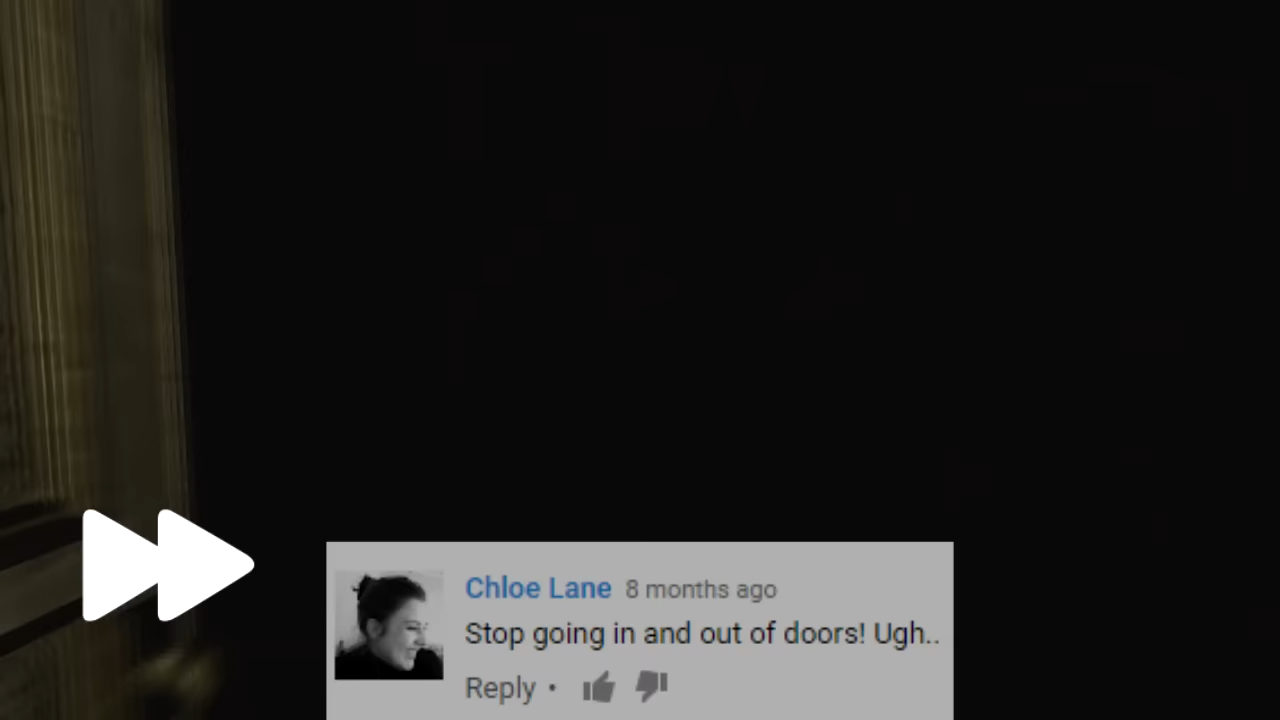 Chloe Lane 8 months ago
Stop going in and out of doors! Ugh..
Reply •